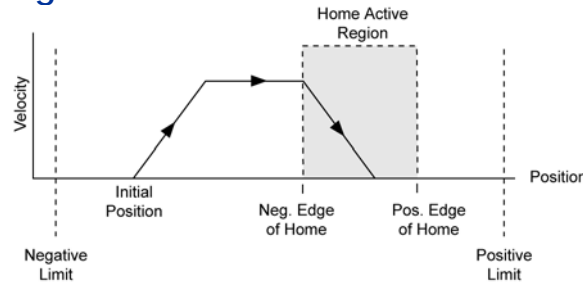 Home Active
Region
Velocity
Position
Initial
Position
Neg. Edge
of Home
Pos. Edge
of Home
Negative
Limit
Positive
Limit